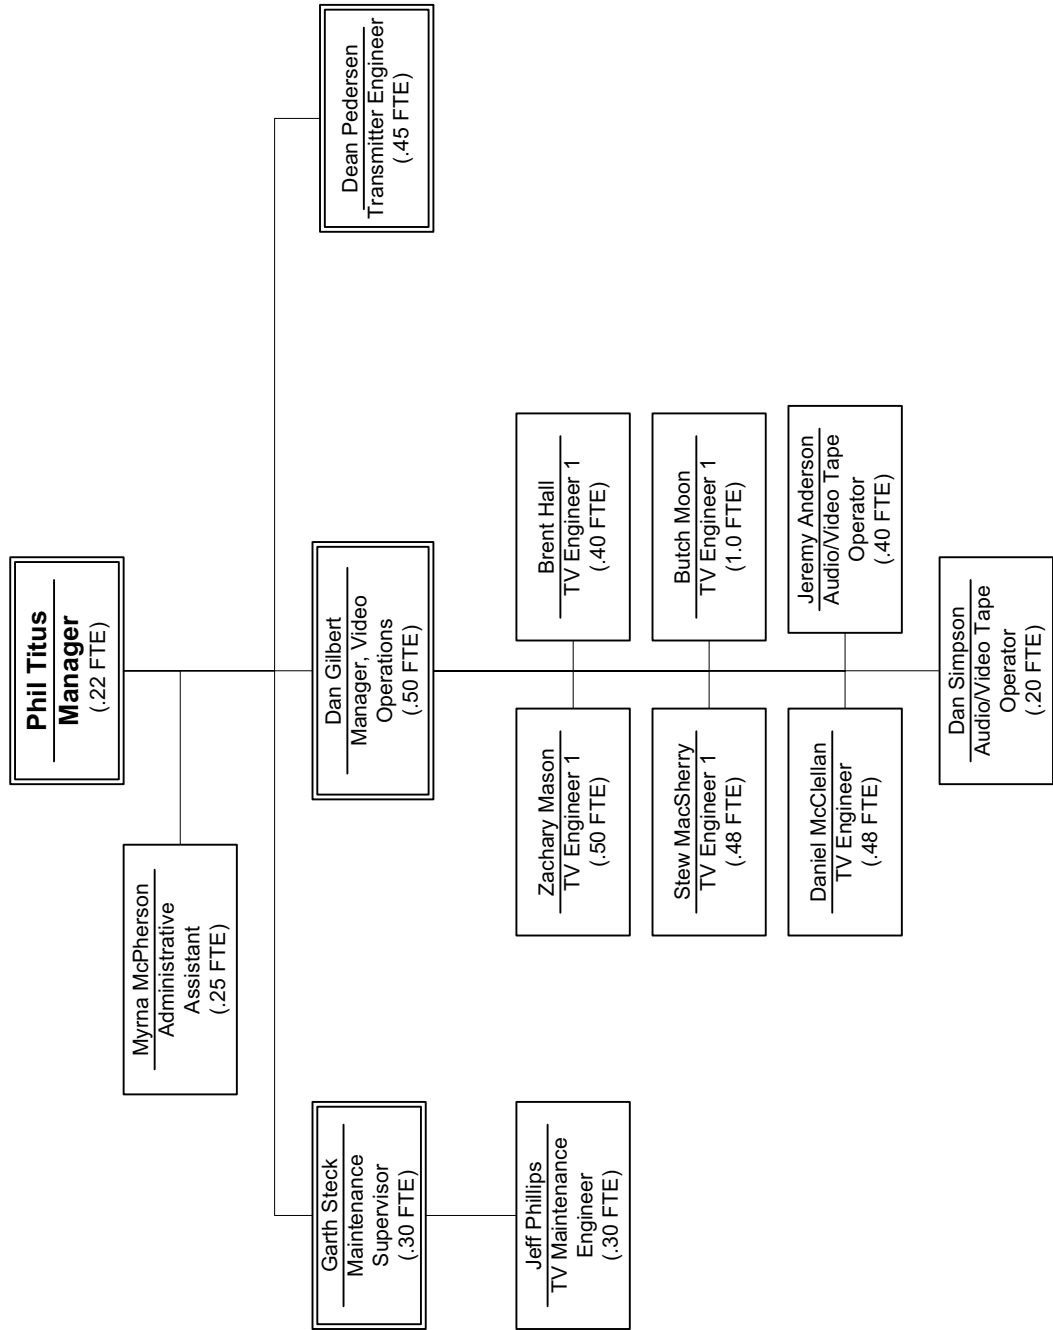 Phil Titus
Manager
(.22 FTE)
Myrna McPherson
Administrative
Assistant
(.25 FTE)
Garth Steck
Maintenance
Supervisor
(.30 FTE)
Dan Gilbert
Manager, Video
Operations
(.50 FTE)
Dean Pedersen
Transmitter Engineer
(.45 FTE)
Jeff Phillips
TV Maintenance
Engineer
(.30 FTE)
Zachary Mason
TV Engineer 1
(.50 FTE)
Brent Hall
TV Engineer 1
(.40 FTE)
Stew MacSherry
TV Engineer 1
(.48 FTE)
Butch Moon
TV Engineer 1
(1.0 FTE)
Daniel McClellan
TV Engineer
(.48 FTE)
Jeremy Anderson
Audio/Video Tape
Operator
(.40 FTE)
Dan Simpson
Audio/Video Tape
Operator
(.20 FTE)